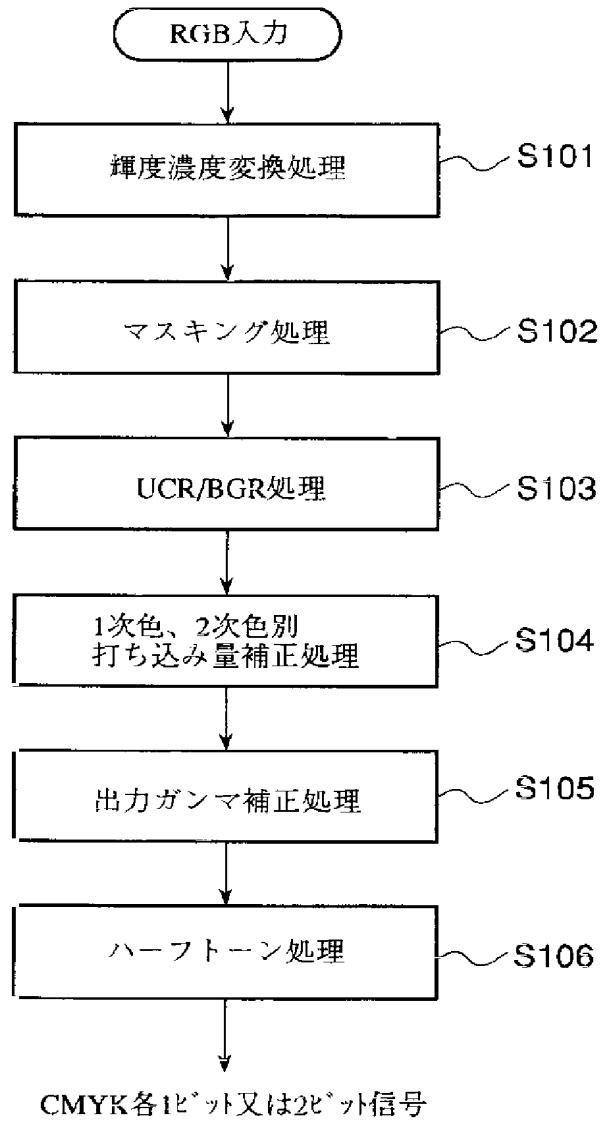 RGB入力
輝度濃度変換処理
S101
マスキング処理
S102
UCR/BGR処理
S103
1次色、2次色別
打ち込み量補正処理
S104
出力ガンマ補正処理
S105
ハーフトーン処理
S106
CMYK各1ビット又は2ビット信号